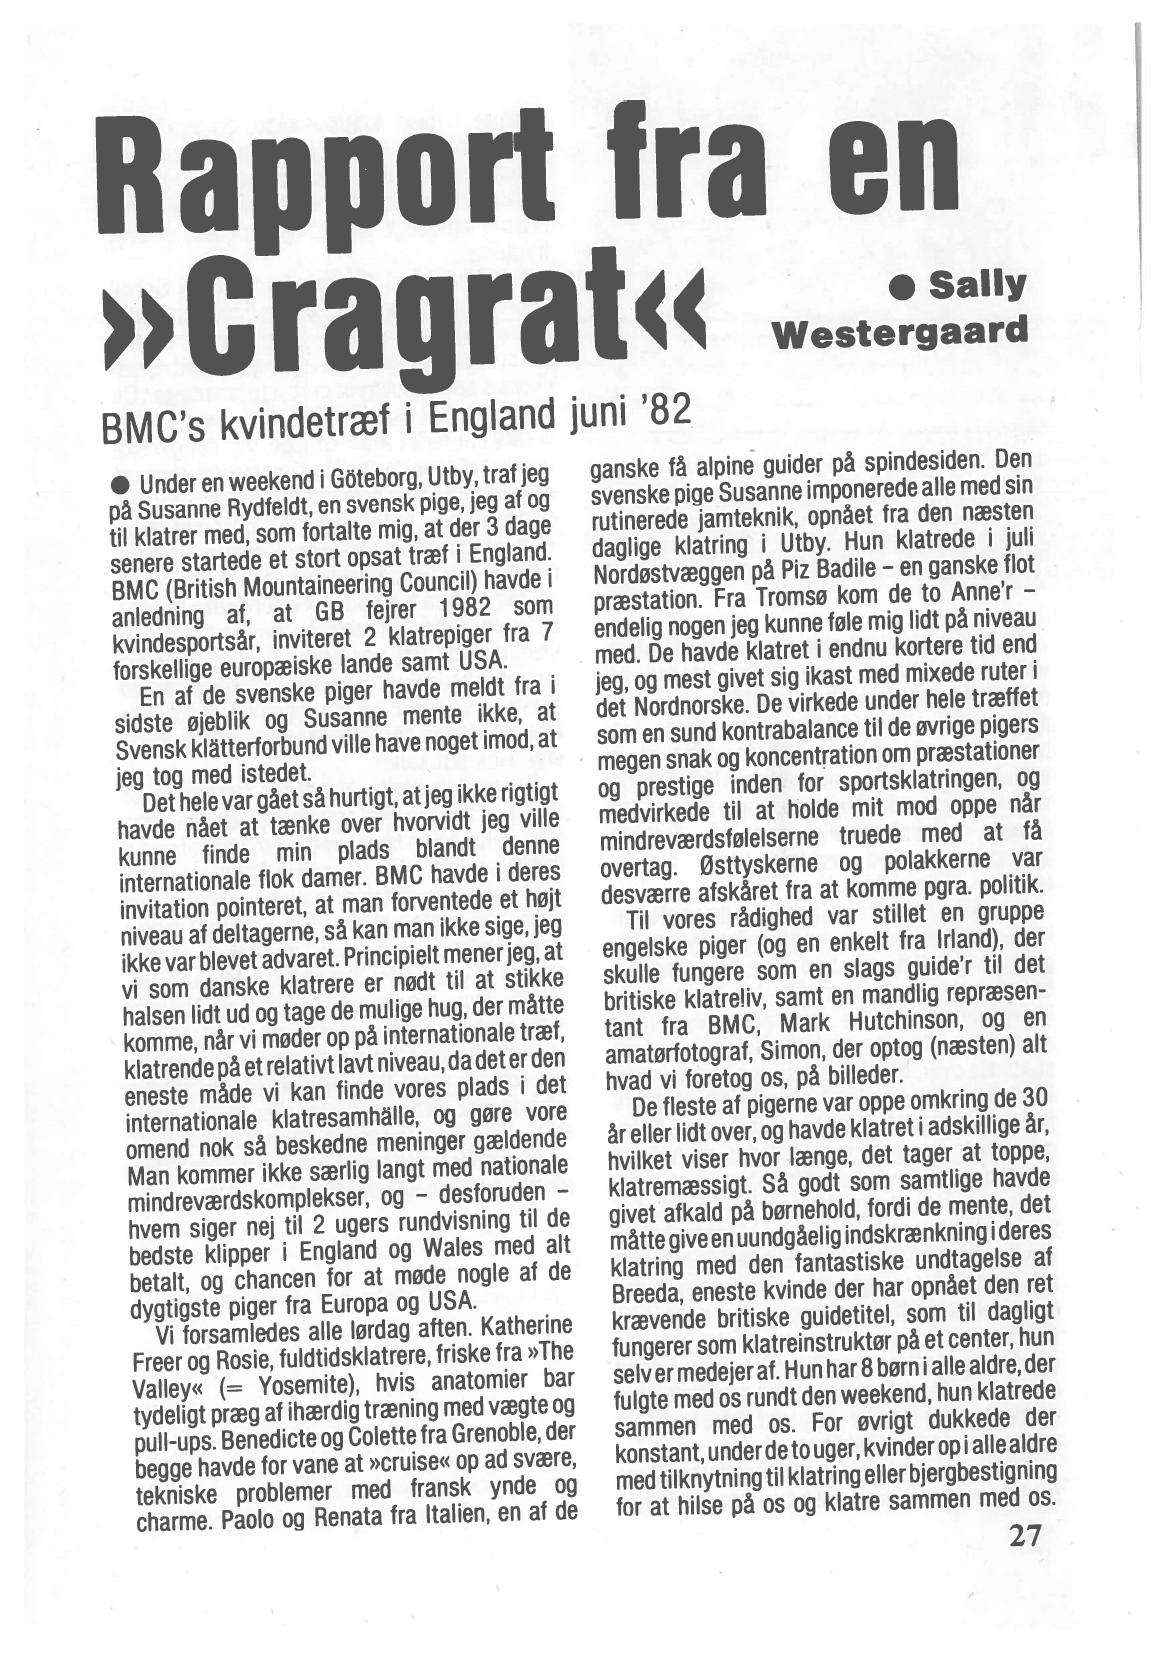 Rapport fra en
»Cragrat«
● Sally
Westergaard
BMC's kvindetræf i England juni '82
● Under en weekend i Göteborg, Utby, traf jeg
på Susanne Rydfeldt, en svensk pige, jeg af og
til klatrer med, som fortalte mig, at der 3 dage
senere startede et stort opsat træf i England.
BMC (British Mountaineering Council) havde i
anledning af, at GB fejrer 1982 som
kvindesportsår, inviteret 2 klatrepiger fra 7
forskellige europæiske lande samt USA.
En af de svenske piger havde meldt fra i
sidste øjeblik og Susanne mente ikke, at
Svensk klätterforbund ville have noget imod, at
jeg tog med istedet.
Det hele var gået så hurtigt, at jeg ikke rigtigt
havde nået at tænke over hvorvidt jeg ville
kunne finde min plads blandt denne
internationale flok damer. BMC havde i deres
invitation pointeret, at man forventede et højt
niveau af deltagerne, så kan man ikke sige, jeg
ikke var blevet advaret. Principielt mener jeg, at
vi som danske klatrere er nødt til at stikke
halsen lidt ud og tage de mulige hug, der måtte
komme, når vi møder op på internationale træf,
klatrende på et relativt lavt niveau, da det er den
eneste måde vi kan finde vores plads i det
internationale klatresamhälle, og gøre vore
omend nok så beskedne meninger gældende
Man kommer ikke særlig langt med nationale
mindreværdskomplekser, og – desforuden –
hvem siger nej til 2 ugers rundvisning til de
bedste klipper i England og Wales med alt
betalt, og chancen for at møde nogle af de
dygtigste piger fra Europa og USA.
Vi forsamledes alle lørdag aften. Katherine
Freer og Rosie, fuldtidsklatrere, friske fra »The
Valley« (= Yosemite), hvis anatomier bar
tydeligt præg af ihærdig træning med vægte og
pull-ups. Benedicte og Colette fra Grenoble, der
begge havde for vane at »cruise« op ad svære,
tekniske problemer med fransk ynde og
charme. Paolo og Renata fra Italien, en af de
ganske få alpine guider på spindesiden. Den
svenske pige Susanne imponerede alle med sin
rutinerede jamteknik, opnået fra den næsten
daglige klatring i Utby. Hun klatrede i juli
Nordøstvæggen på Piz Badile – en ganske flot
præstation. Fra Tromsø kom de to Anne'r –
endelig nogen jeg kunne føle mig lidt på niveau
med. De havde klatret i endnu kortere tid end
jeg, og mest givet sig ikast med mixede ruter i
det Nordnorske. De virkede under hele træffet
som en sund kontrabalance til de øvrige pigers
megen snak og koncentration om præstationer
og prestige inden for sportsklatringen, og
medvirkede til at holde mit mod oppe når
mindreværdsfølelserne truede med at få
overtag. Østtyskerne og polakkerne var
desværre afskåret fra at komme pgra. politik.
Til vores rådighed var stillet en gruppe
engelske piger (og en enkelt fra Irland), der
skulle fungere som en slags guide'r til det
britiske klatreliv, samt en mandlig repræsen-
tant fra BMC, Mark Hutchinson, og en
amatørfotograf, Simon, der optog (næsten) alt
hvad vi foretog os, på billeder.
De fleste af pigerne var oppe omkring de 30
år eller lidt over, og havde klatret i adskillige år,
hvilket viser hvor længe, det tager at toppe,
klatremæssigt. Så godt som samtlige havde
givet afkald på børnehold, fordi de mente, det
måtte give en uundgåelig indskrænkning i deres
klatring med den fantastiske undtagelse af
Breeda, eneste kvinde der har opnået den ret
krævende britiske guidetitel, som til dagligt
fungerer som klatreinstruktør på et center, hun
selv er medejer af. Hun har 8 børn i alle aldre, der
fulgte med os rundt den weekend, hun klatrede
sammen med os. For øvrigt dukkede der
konstant, under de to uger, kvinder op i alle aldre
med tilknytning til klatring eller bjergbestigning
for at hilse på os og klatre sammen med os.
27